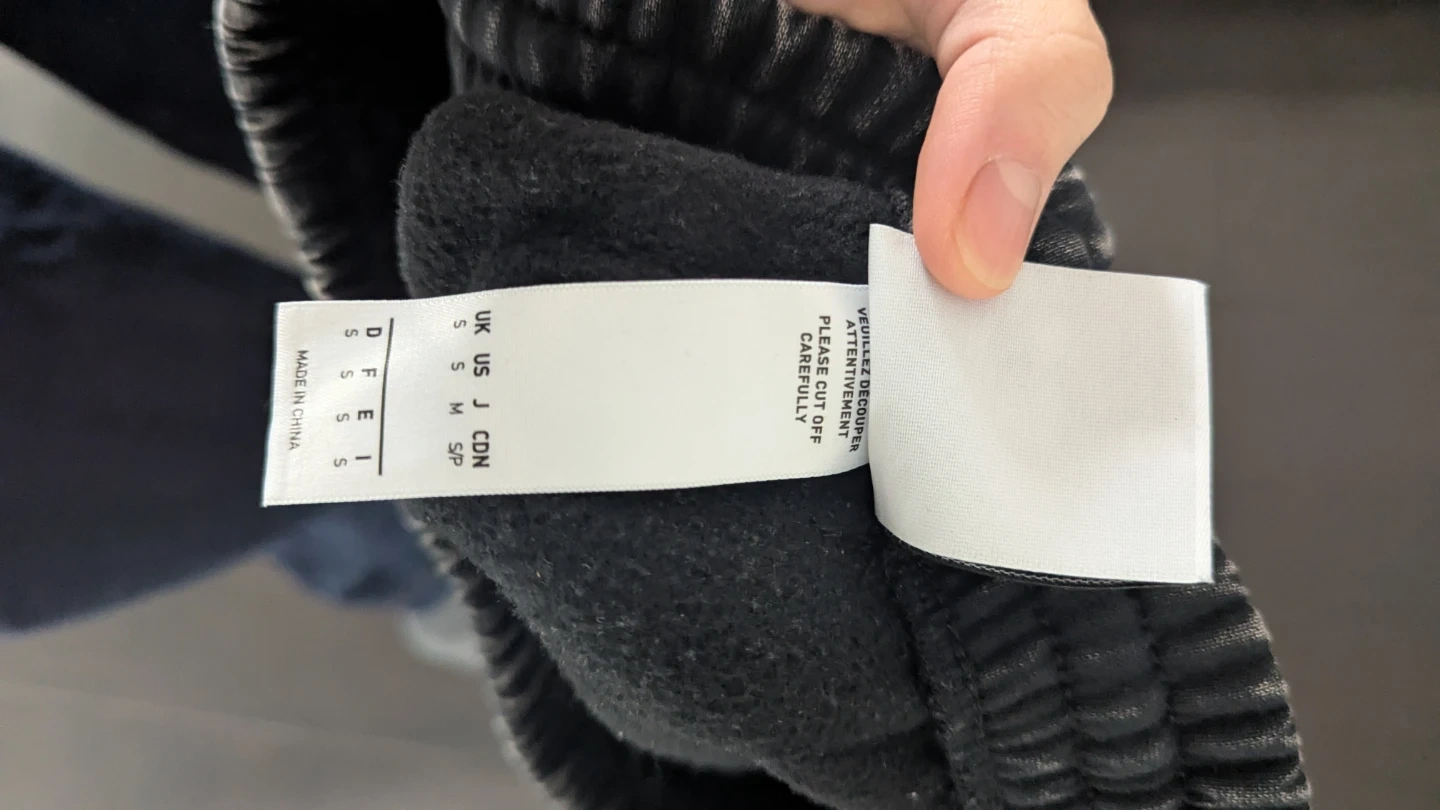 VEUILLEZ DECOUPER
ATTENTIVEMENT
PLEASE CUT OFF
CAREFULLY
UK US J CDN
S S M S/P
D F E I
S S S S
MADE IN CHINA